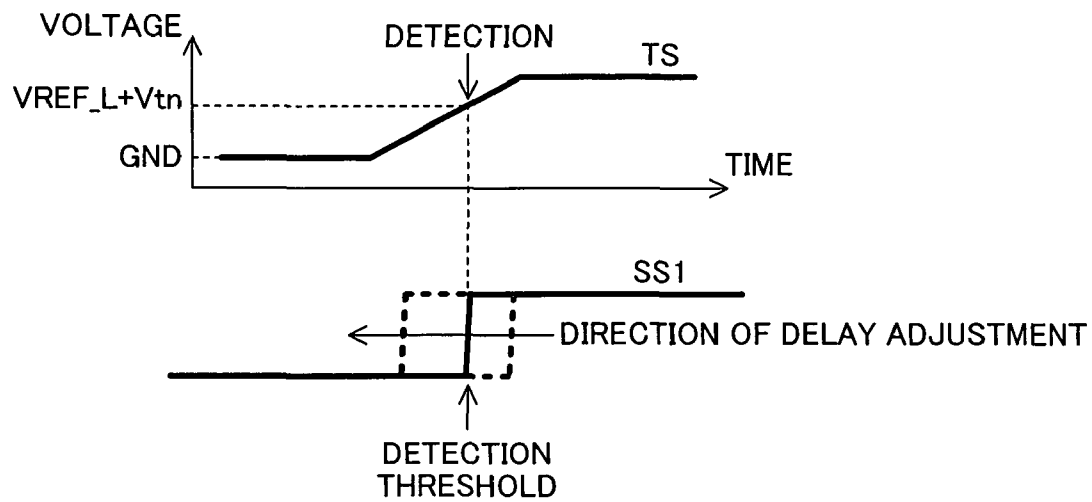 VOLTAGE
DETECTION
TS
VREF_L+Vtn
GND
TIME
SS1
DIRECTION OF DELAY ADJUSTMENT
DETECTION
THRESHOLD